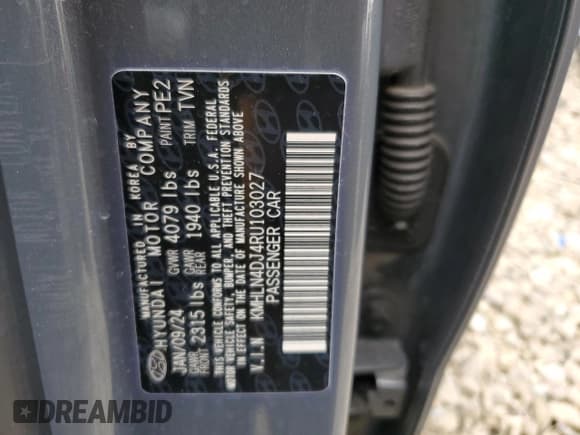 MANUFACTURED IN KOREA BY
HYUNDAI MOTOR COMPANY
JAN/09/24 GVWR 4079 lbs PAINT PE2
GAWR FRONT 2315 lbs GAWR REAR 1940 lbs TRIM TVN
THIS VEHICLE CONFORMS TO ALL APPLICABLE U.S.A. FEDERAL
MOTOR VEHICLE SAFETY, BUMPER, AND THEFT PREVENTION STANDARDS
IN EFFECT ON THE DATE OF MANUFACTURE SHOWN ABOVE
V.I.N KMHLN4DJ4RU103027
PASSENGER CAR
DREAMBID